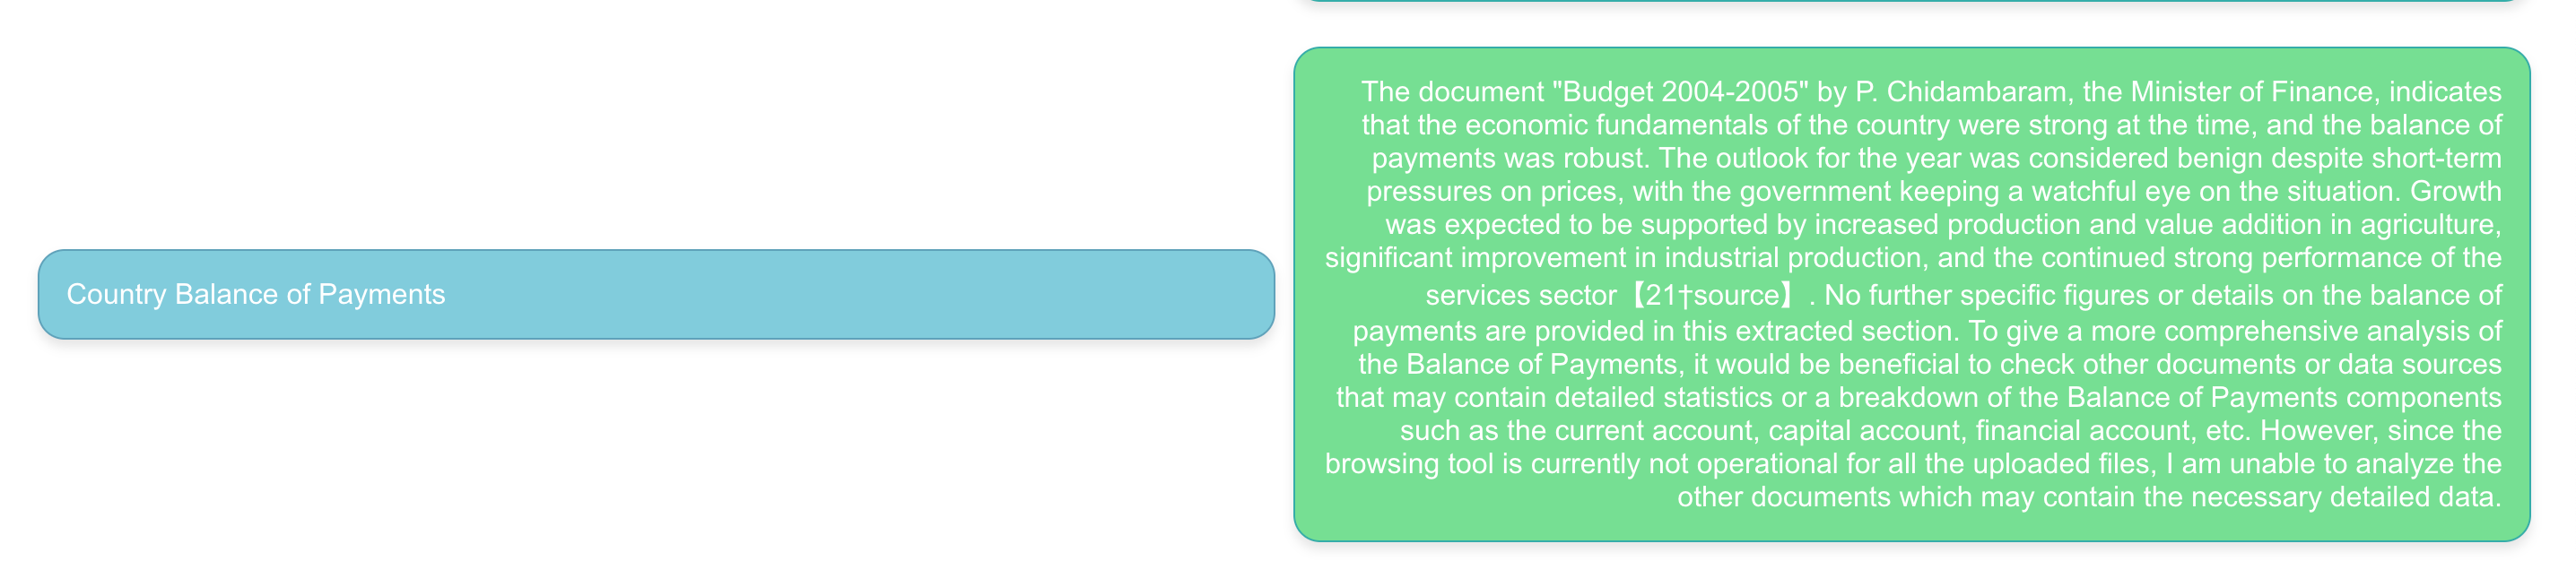 The document "Budget 2004-2005" by P. Chidambaram, the Minister of Finance, indicates
that the economic fundamentals of the country were strong at the time, and the balance of
payments was robust. The outlook for the year was considered benign despite short-term
pressures on prices, with the government keeping a watchful eye on the situation. Growth
was expected to be supported by increased production and value addition in agriculture,
significant improvement in industrial production, and the continued strong performance of the
services sector【21†source】. No further specific figures or details on the balance of
payments are provided in this extracted section. To give a more comprehensive analysis of
the Balance of Payments, it would be beneficial to check other documents or data sources
that may contain detailed statistics or a breakdown of the Balance of Payments components
such as the current account, capital account, financial account, etc. However, since the
browsing tool is currently not operational for all the uploaded files, I am unable to analyze the
other documents which may contain the necessary detailed data.
Country Balance of Payments